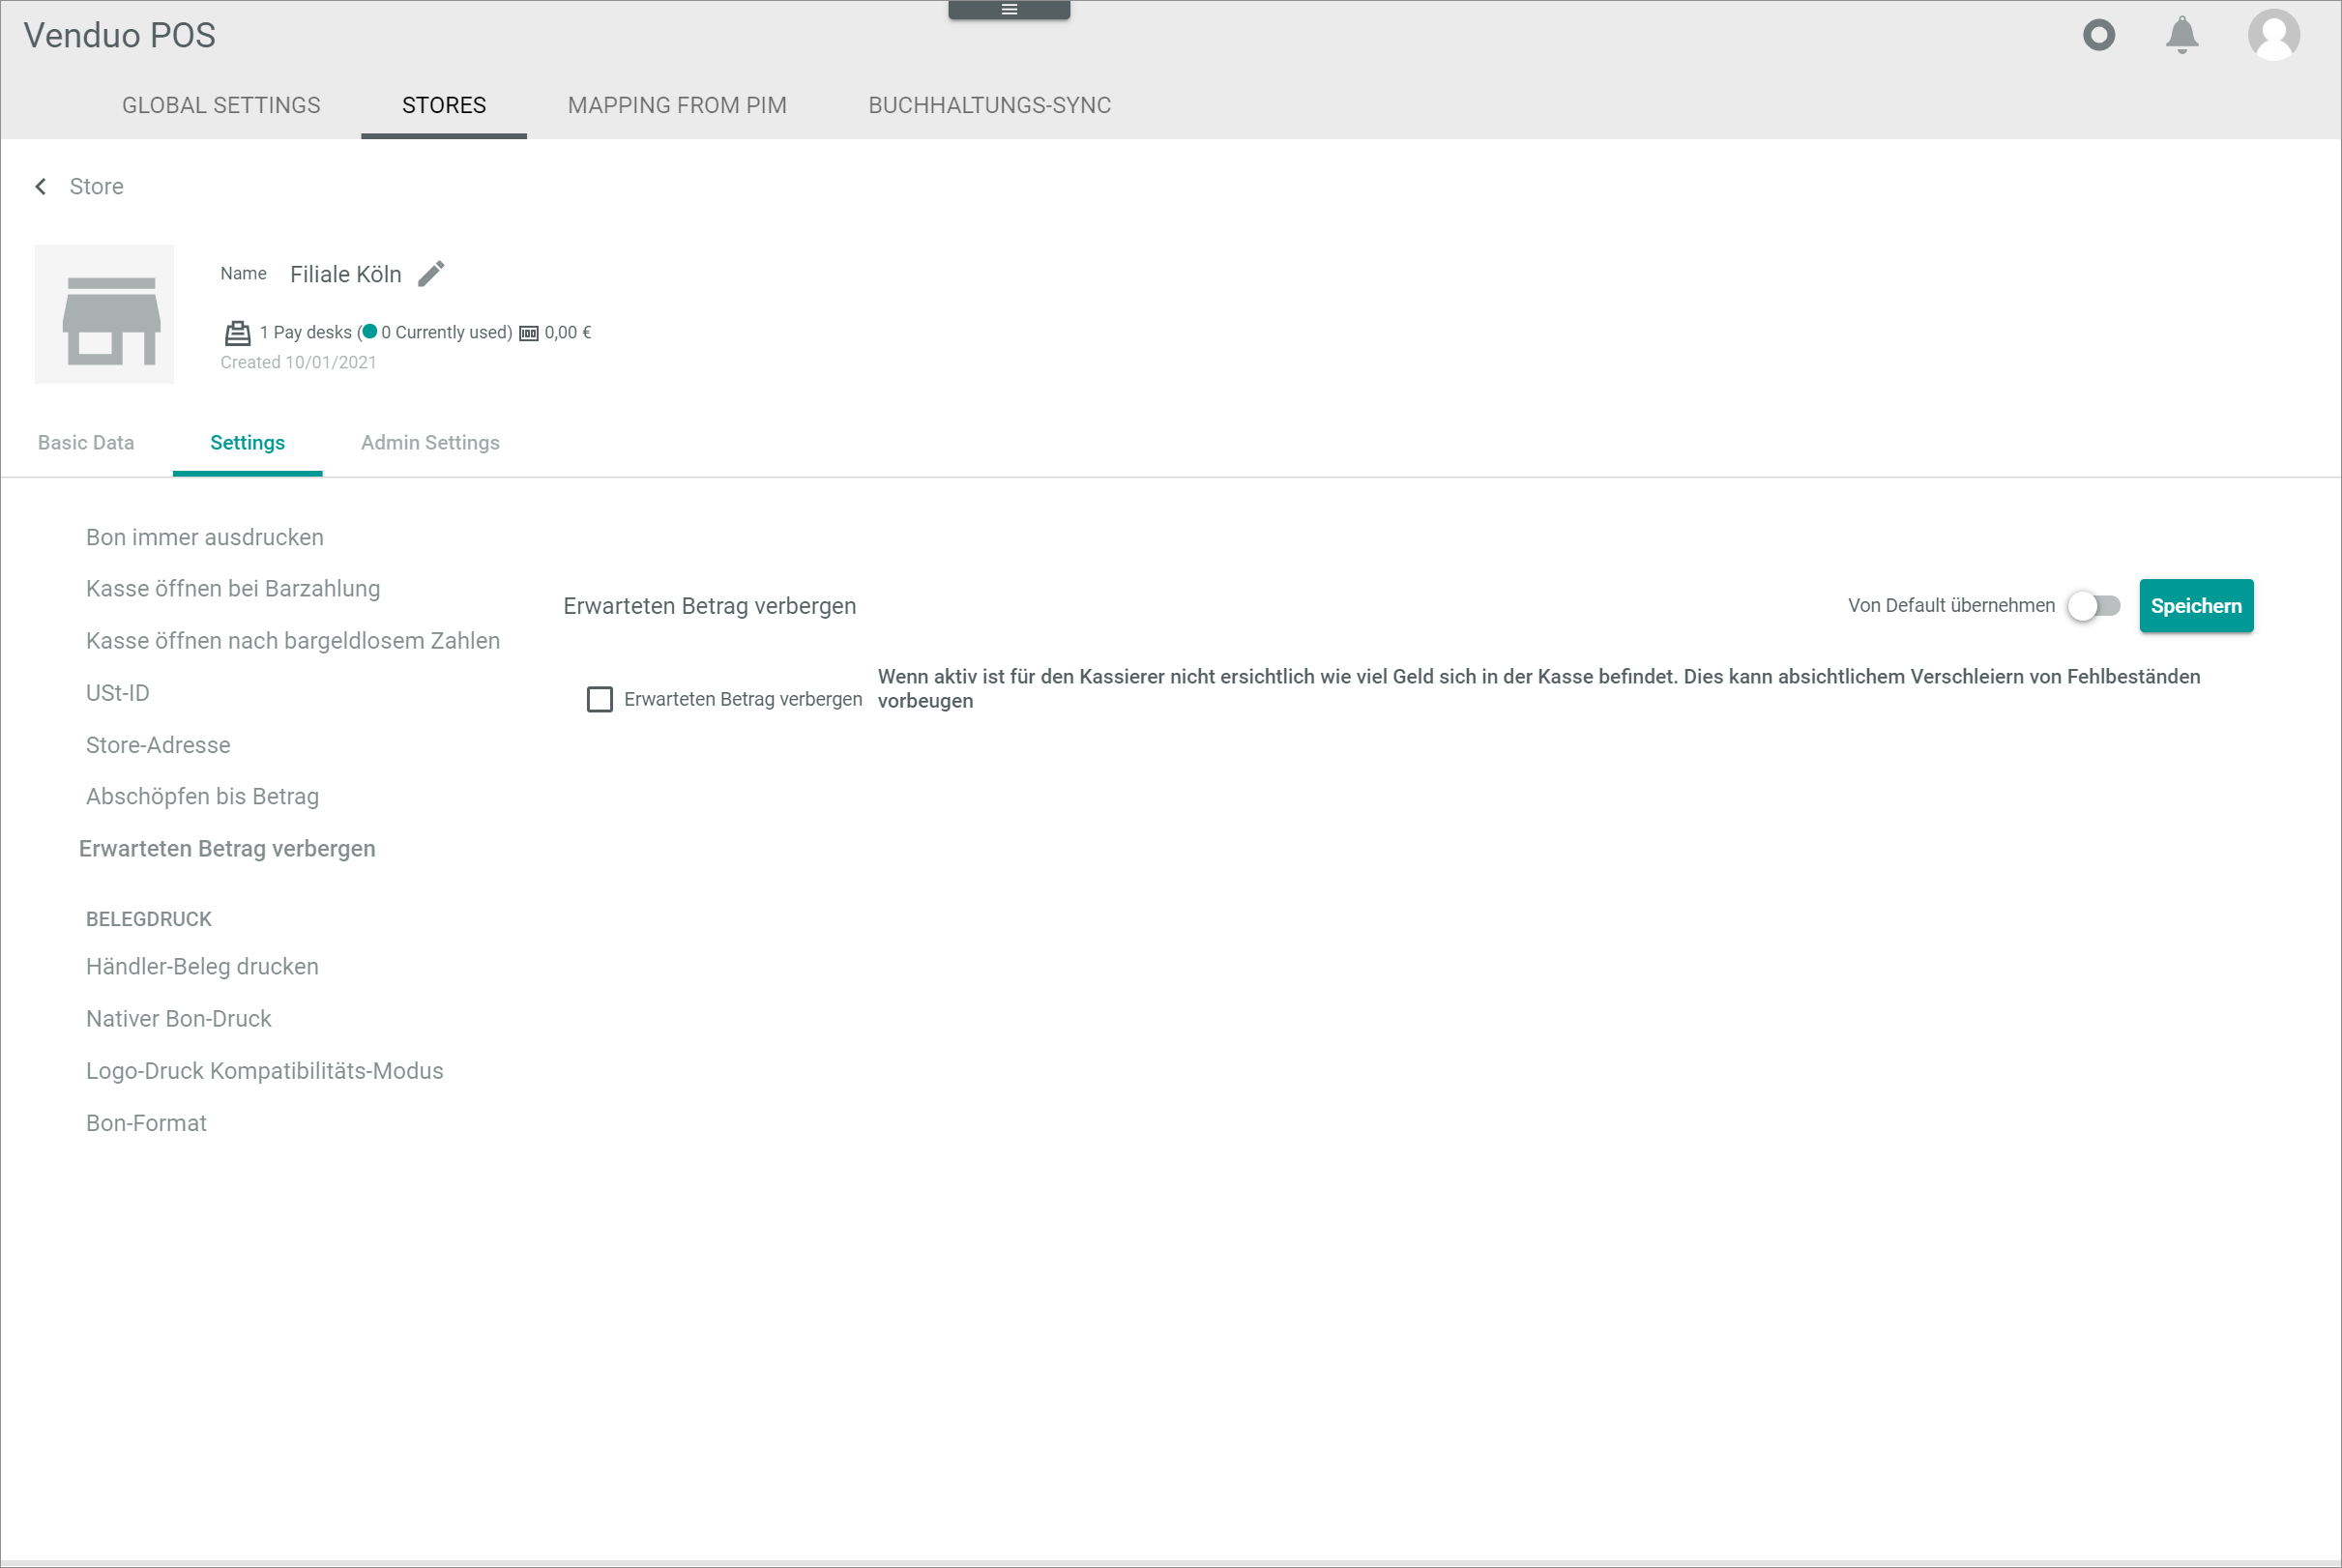 Venduo POS
GLOBAL SETTINGS STORES MAPPING FROM PIM BUCHHALTUNGS-SYNC
Store
Name Filiale Köln
1 Pay desks (0 Currently used) 0,00 €
Created 10/01/2021
Basic Data Settings Admin Settings
Bon immer ausdrucken
Kasse öffnen bei Barzahlung
Kasse öffnen nach bargeldlosem Zahlen
USt-ID
Store-Adresse
Abschöpfen bis Betrag
Erwarteten Betrag verbergen
BELEGDRUCK
Händler-Beleg drucken
Nativer Bon-Druck
Logo-Druck Kompatibilitäts-Modus
Bon-Format
Erwarteten Betrag verbergen
Von Default übernehmen Speichern
Erwarteten Betrag verbergen
Wenn aktiv ist für den Kassierer nicht ersichtlich wie viel Geld sich in der Kasse befindet. Dies kann absichtlichem Verschleiern von Fehlbeständen
vorbeugen